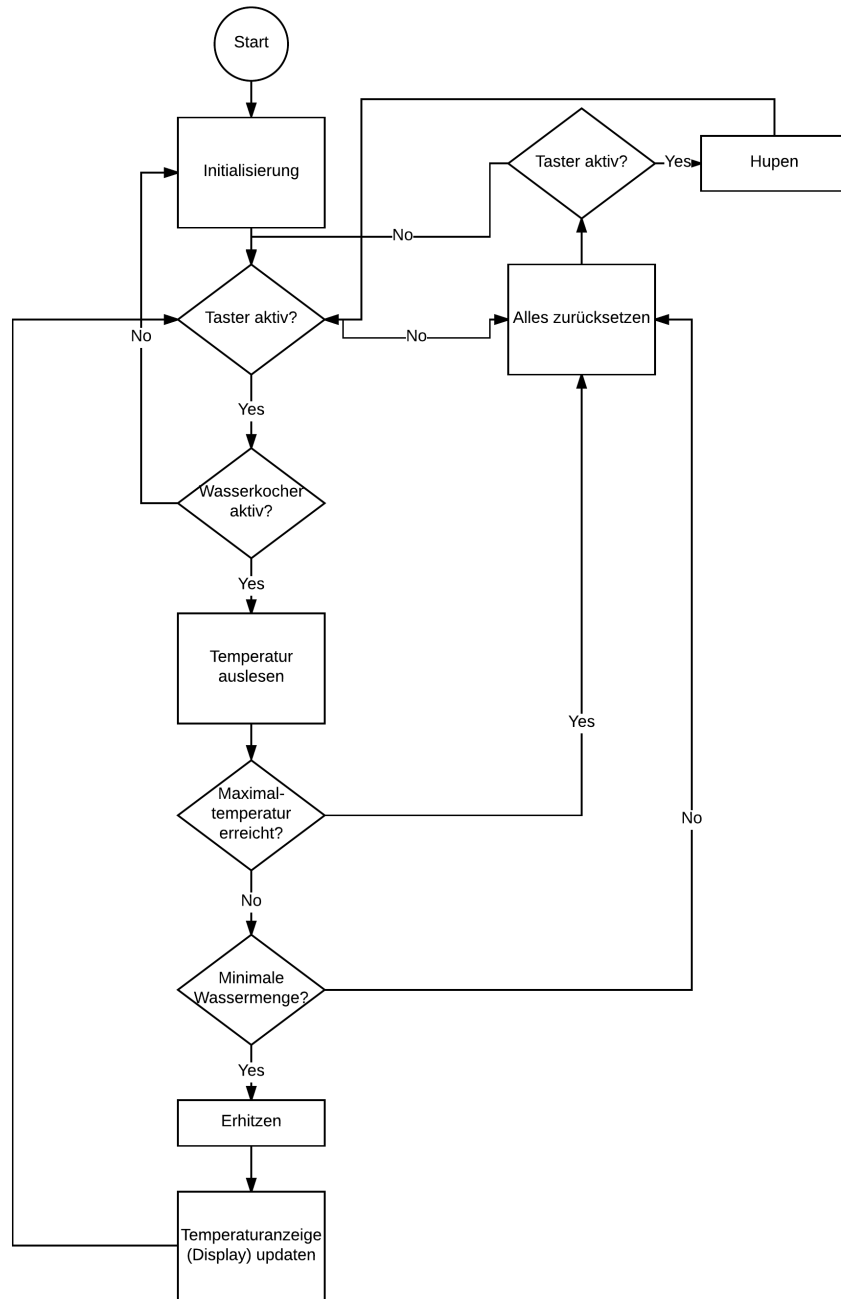 Start
Initialisierung
Taster aktiv?
Yes
Hupen
No
Taster aktiv?
No
Alles zurücksetzen
No
Yes
Wasserkocher
aktiv?
Yes
Temperatur
auslesen
Yes
Maximal-
temperatur
erreicht?
No
No
Minimale
Wassermenge?
Yes
Erhitzen
Temperaturanzeige
(Display) updaten